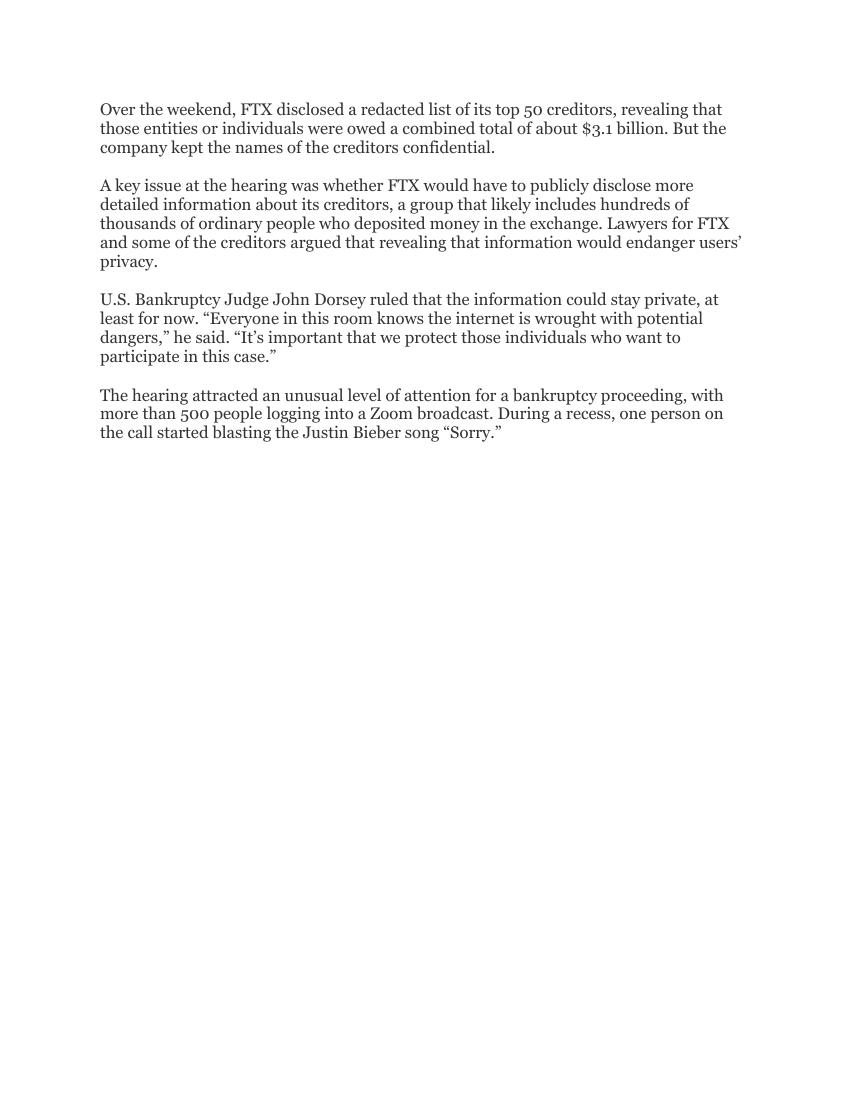 Over the weekend, FTX disclosed a redacted list of its top 50 creditors, revealing that
those entities or individuals were owed a combined total of about $3.1 billion. But the
company kept the names of the creditors confidential.
A key issue at the hearing was whether FTX would have to publicly disclose more
detailed information about its creditors, a group that likely includes hundreds of
thousands of ordinary people who deposited money in the exchange. Lawyers for FTX
and some of the creditors argued that revealing that information would endanger users’
privacy.
U.S. Bankruptcy Judge John Dorsey ruled that the information could stay private, at
least for now. “Everyone in this room knows the internet is wrought with potential
dangers,” he said. “It’s important that we protect those individuals who want to
participate in this case.”
The hearing attracted an unusual level of attention for a bankruptcy proceeding, with
more than 500 people logging into a Zoom broadcast. During a recess, one person on
the call started blasting the Justin Bieber song “Sorry.”